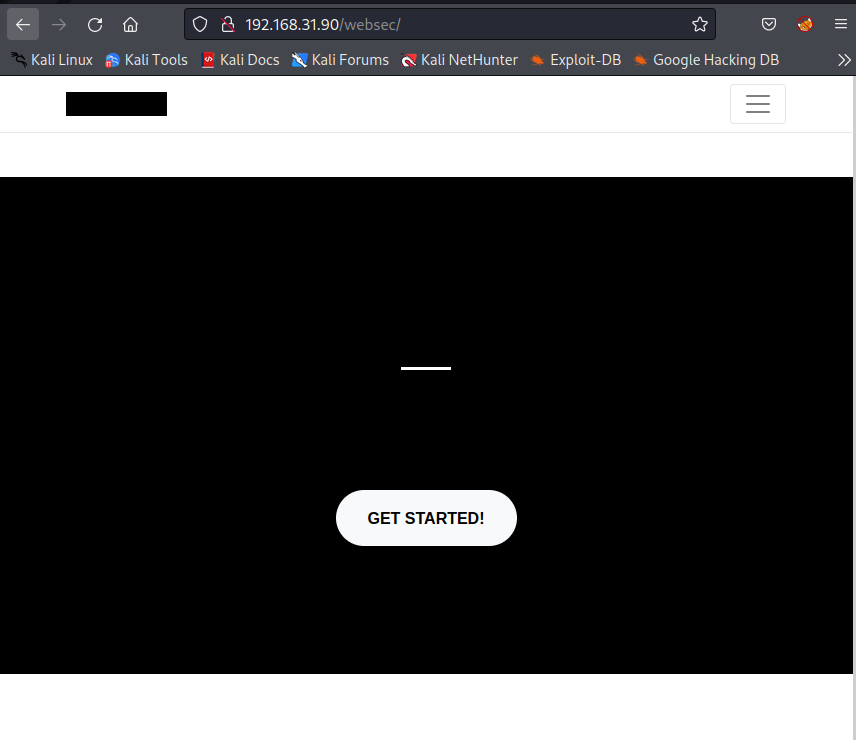 192.168.31.90/websec/
Kali Linux Kali Tools Kali Docs Kali Forums Kali NetHunter Exploit-DB Google Hacking DB
GET STARTED!